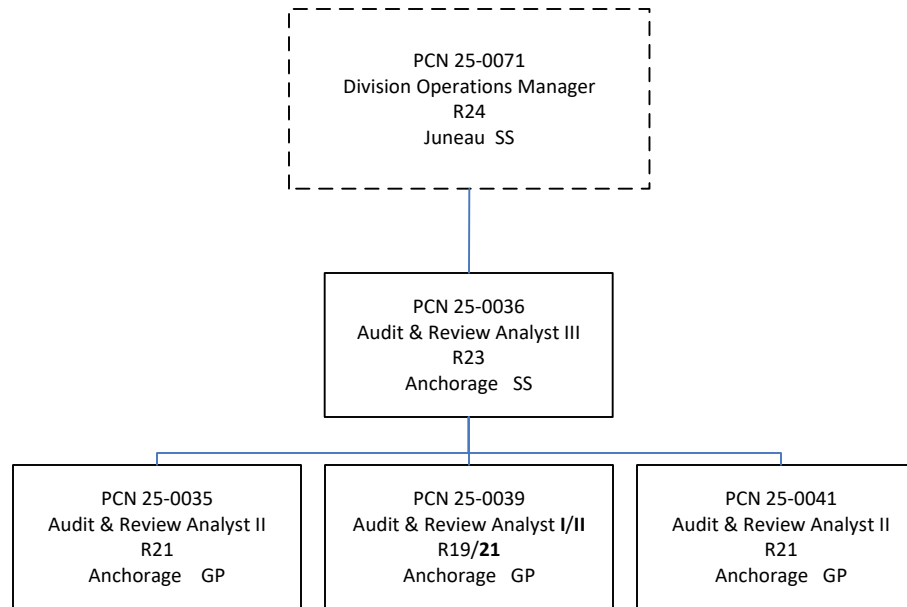 PCN 25-0071
Division Operations Manager
R24
Juneau SS
PCN 25-0036
Audit & Review Analyst III
R23
Anchorage SS
PCN 25-0035
Audit & Review Analyst II
R21
Anchorage GP
PCN 25-0039
Audit & Review Analyst I/II
R19/21
Anchorage GP
PCN 25-0041
Audit & Review Analyst II
R21
Anchorage GP